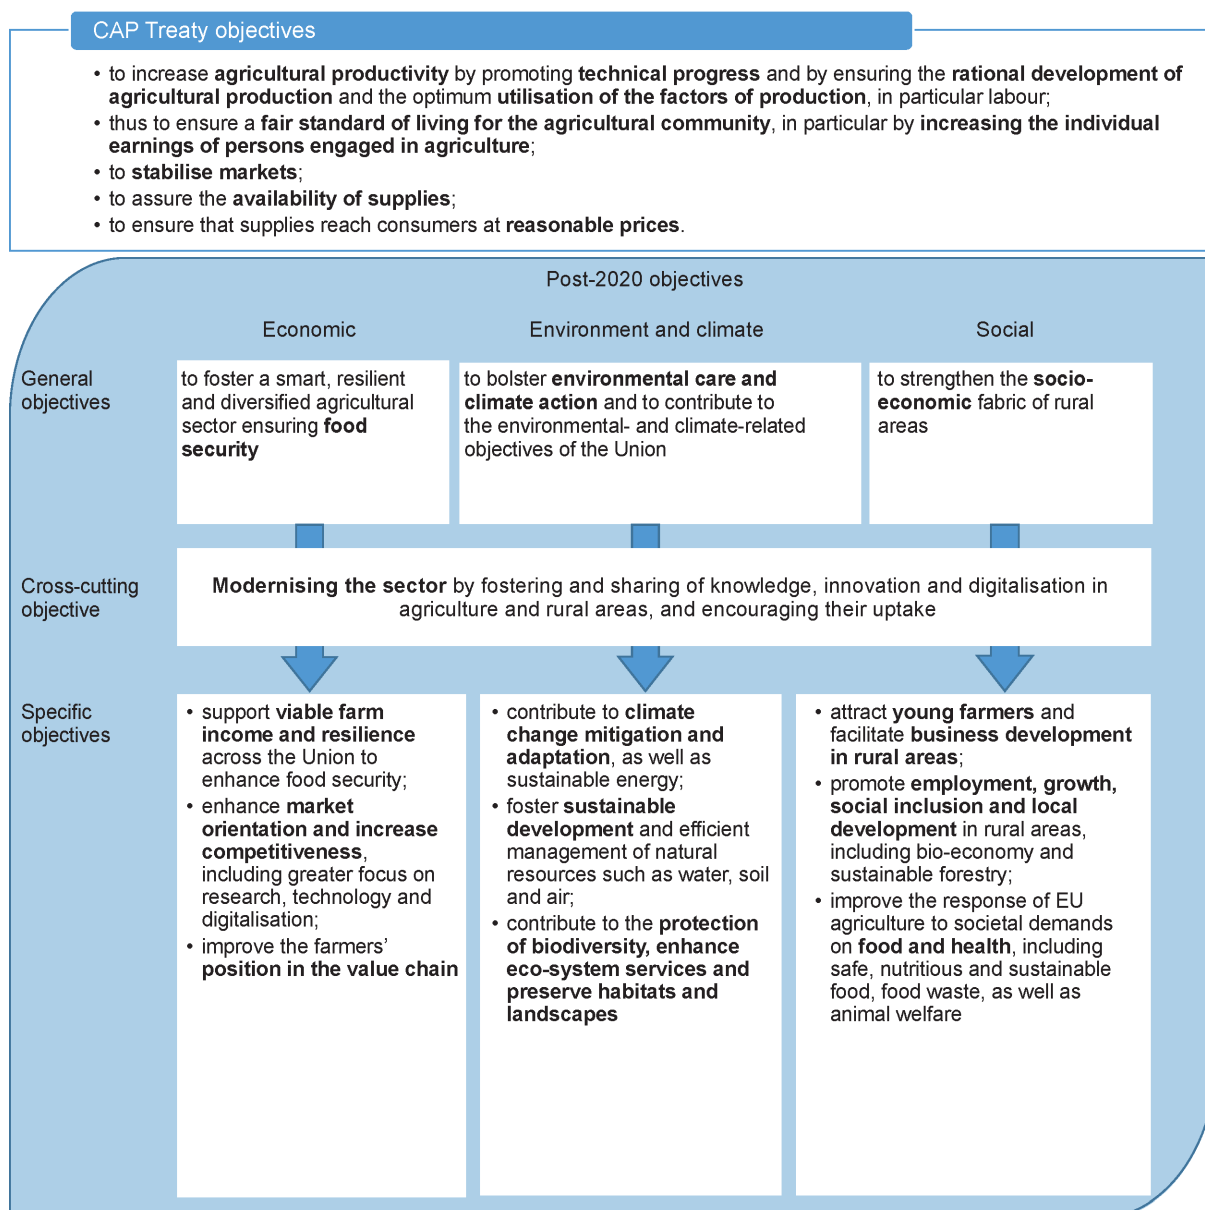 CAP Treaty objectives
• to increase agricultural productivity by promoting technical progress and by ensuring the rational development of
agricultural production and the optimum utilisation of the factors of production, in particular labour;
• thus to ensure a fair standard of living for the agricultural community, in particular by increasing the individual
earnings of persons engaged in agriculture;
• to stabilise markets;
• to assure the availability of supplies;
• to ensure that supplies reach consumers at reasonable prices.
Post-2020 objectives
Economic
Environment and climate
Social
General
objectives
to foster a smart, resilient
and diversified agricultural
sector ensuring food
security
to bolster environmental care and
climate action and to contribute to
the environmental- and climate-related
objectives of the Union
to strengthen the socio-
economic fabric of rural
areas
Cross-cutting
objective
Modernising the sector by fostering and sharing of knowledge, innovation and digitalisation in
agriculture and rural areas, and encouraging their uptake
Specific
objectives
• support viable farm
income and resilience
across the Union to
enhance food security;
• enhance market
orientation and increase
competitiveness,
including greater focus on
research, technology and
digitalisation;
• improve the farmers'
position in the value chain
• contribute to climate
change mitigation and
adaptation, as well as
sustainable energy;
• foster sustainable
development and efficient
management of natural
resources such as water, soil
and air;
• contribute to the protection
of biodiversity, enhance
eco-system services and
preserve habitats and
landscapes
• attract young farmers and
facilitate business development
in rural areas;
• promote employment, growth,
social inclusion and local
development in rural areas,
including bio-economy and
sustainable forestry;
• improve the response of EU
agriculture to societal demands
on food and health, including
safe, nutritious and sustainable
food, food waste, as well as
animal welfare